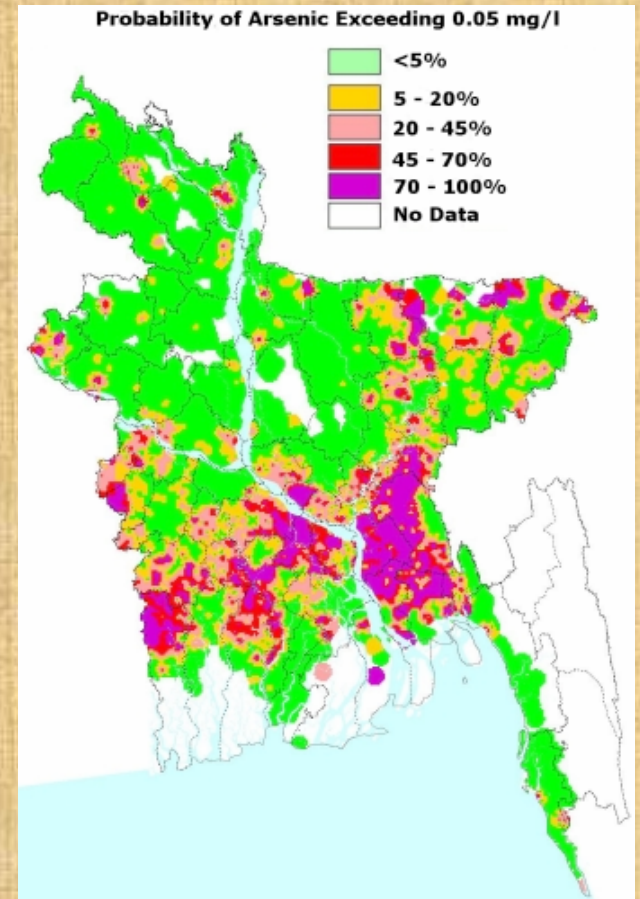 Probability of Arsenic Exceeding 0.05 mg/l
<5%
5 - 20%
20 - 45%
45 - 70%
70 - 100%
No Data